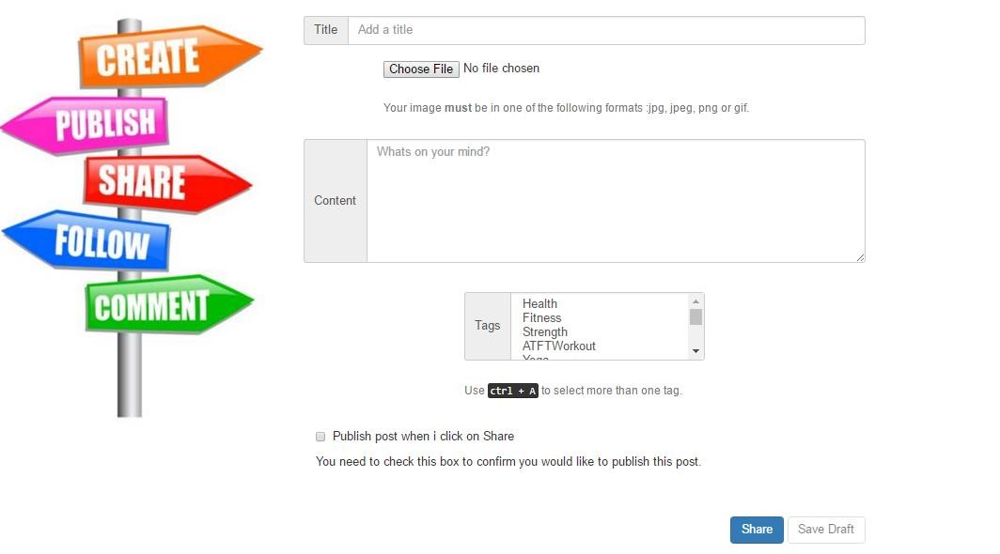 CREATE
PUBLISH
SHARE
FOLLOW
COMMENT
Title Add a title
Choose File No file chosen
Your image must be in one of the following formats :jpg, jpeg, png or gif.
Content Whats on your mind?
Tags
Health
Fitness
Strength
ATFTWorkout
Yoga
Use ctrl + A to select more than one tag.
Publish post when i click on Share
You need to check this box to confirm you would like to publish this post.
Share Save Draft